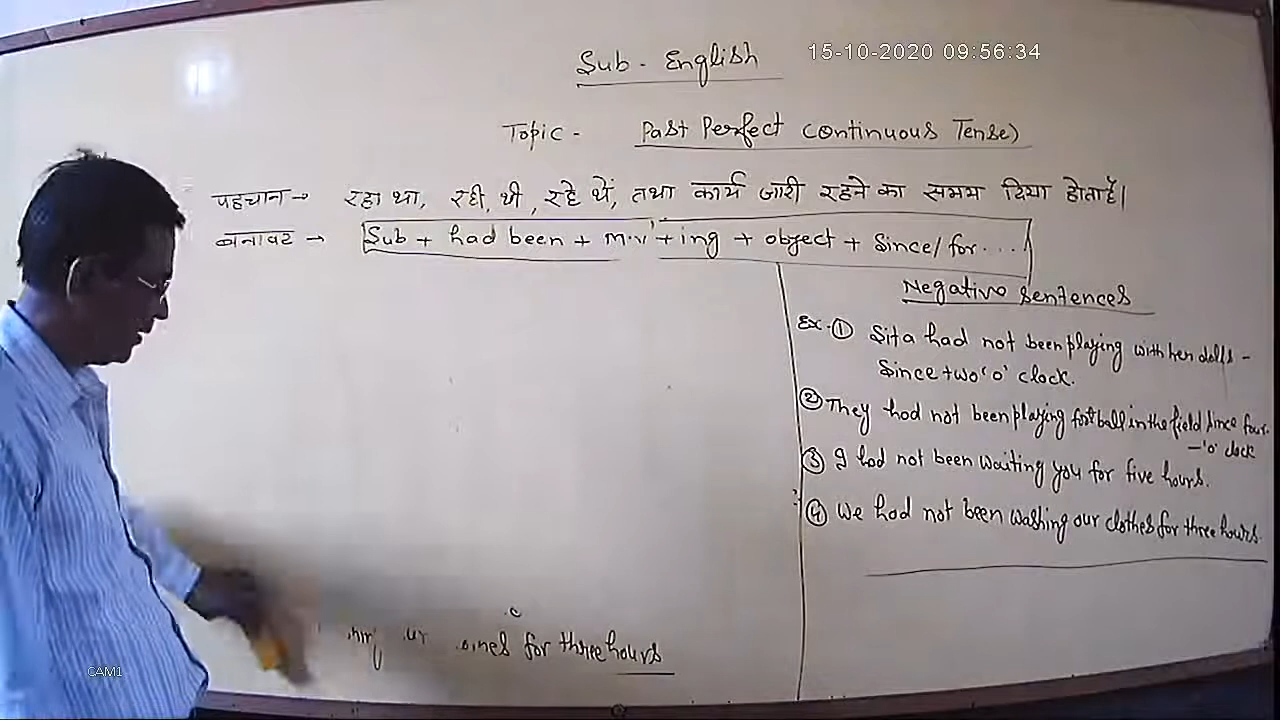 Sub - English
15-10-2020 09:56:34
Topic - Past Perfect Continuous Tense)
पहचान → रहा था, रही, थी, रहे थें, तथा कार्य जारी रहने का समय दिया होता हैं।
बनावट → Sub + had been + m.v' + ing + object + Since/for....
Negative Sentences
Ex. ① Sita had not been playing with her dolls -
Since two 'o' clock.
② They had not been playing football in the field Since four
- 'o' clock
③ I had not been waiting you for five hours.
④ We had not been washing our clothes for three hours.
for three hours
CAM1